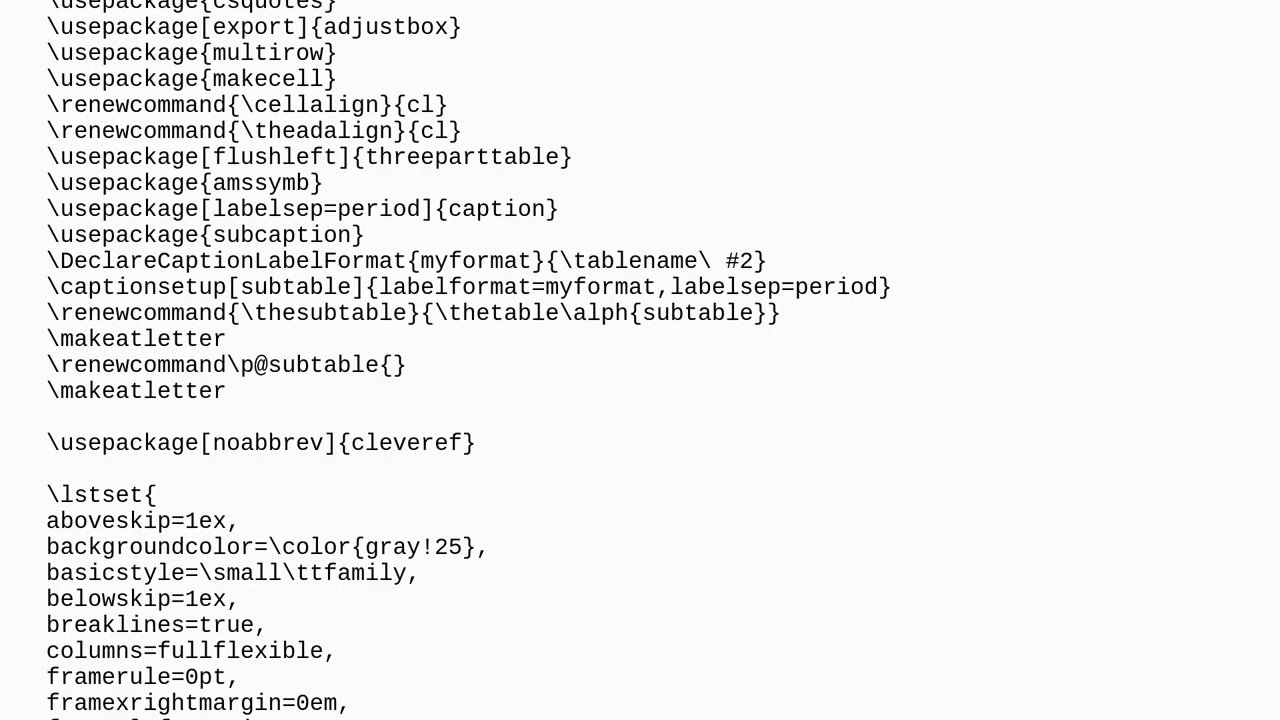 \usepackage{csquotes}
\usepackage[export]{adjustbox}
\usepackage{multirow}
\usepackage{makecell}
\renewcommand{\cellalign}{cl}
\renewcommand{\theadalign}{cl}
\usepackage[flushleft]{threeparttable}
\usepackage{amssymb}
\usepackage[labelsep=period]{caption}
\usepackage{subcaption}
\DeclareCaptionLabelFormat{myformat}{\tablename\ #2}
\captionsetup[subtable]{labelformat=myformat,labelsep=period}
\renewcommand{\thesubtable}{\thetable\alph{subtable}}
\makeatletter
\renewcommand\p@subtable{}
\makeatletter

\usepackage[noabbrev]{cleveref}

\lstset{
aboveskip=1ex,
backgroundcolor=\color{gray!25},
basicstyle=\small\ttfamily,
belowskip=1ex,
breaklines=true,
columns=fullflexible,
framerule=0pt,
framexrightmargin=0em,